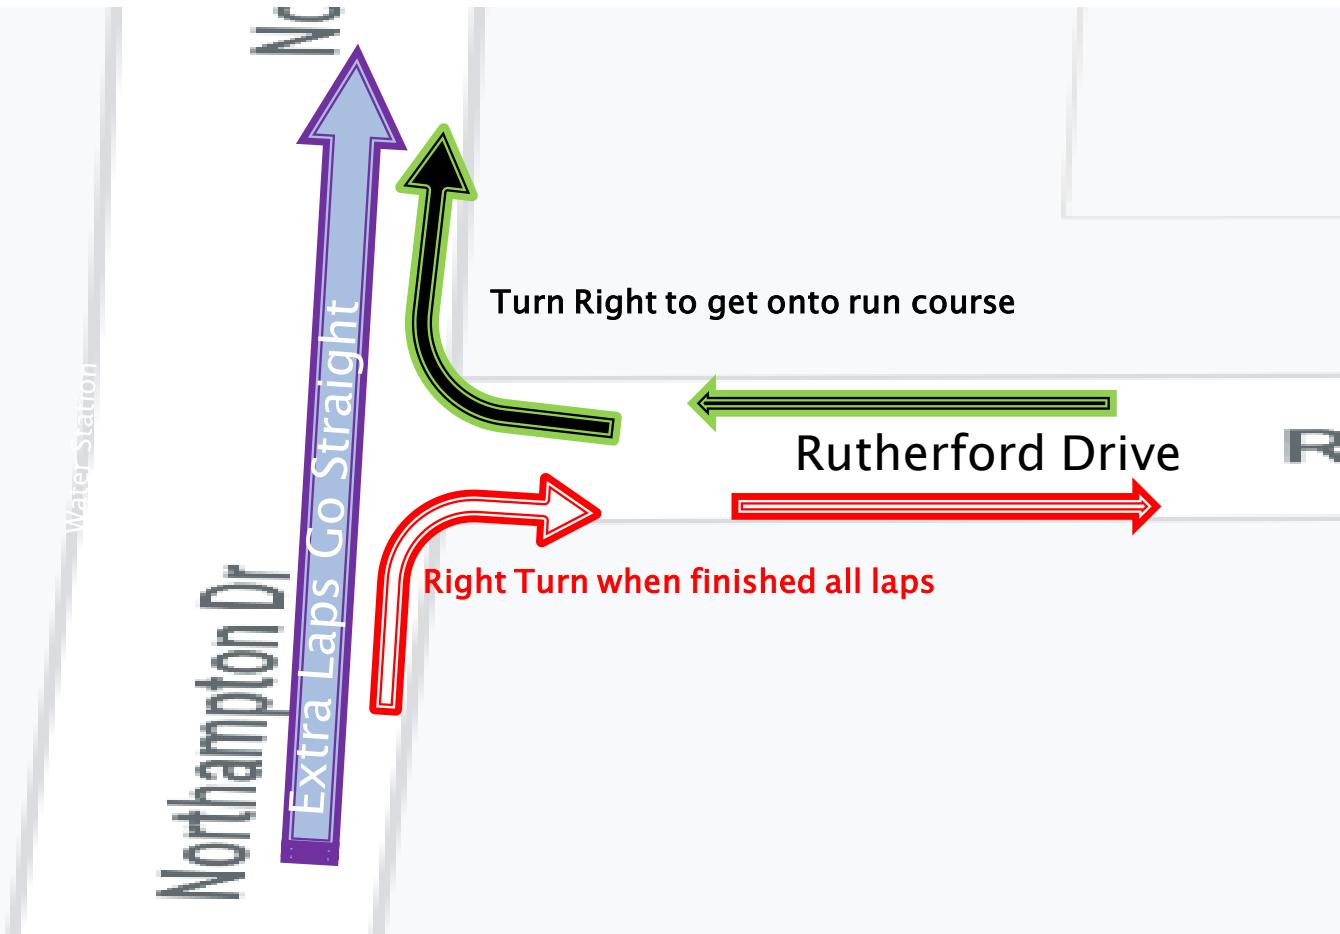 Turn Right to get onto run course
Rutherford Drive
Right Turn when finished all laps
Extra Laps Go Straight
Water Station
Northampton Dr